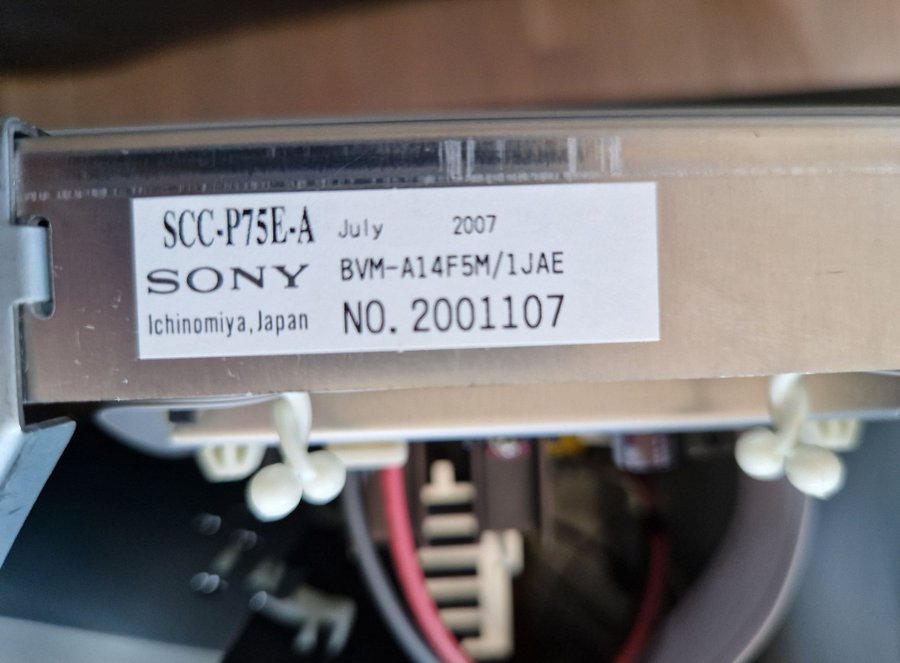 SCC-P75E-A July 2007
SONY BVM-A14F5M/1JAE
Ichinomiya,Japan NO. 2001107